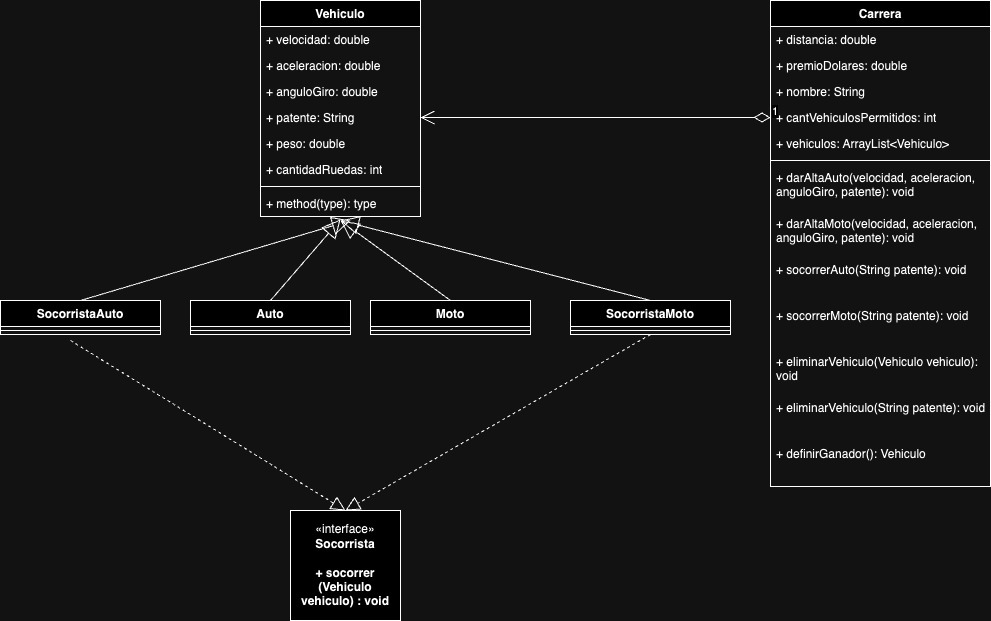 Vehiculo
+ velocidad: double
+ aceleracion: double
+ anguloGiro: double
+ patente: String
+ peso: double
+ cantidadRuedas: int
+ method(type): type
Carrera
+ distancia: double
+ premioDolares: double
+ nombre: String
1
+ cantVehiculosPermitidos: int
+ vehiculos: ArrayList<Vehiculo>
+ darAltaAuto(velocidad, aceleracion,
anguloGiro, patente): void
+ darAltaMoto(velocidad, aceleracion,
anguloGiro, patente): void
+ socorrerAuto(String patente): void
+ socorrerMoto(String patente): void
+ eliminarVehiculo(Vehiculo vehiculo):
void
+ eliminarVehiculo(String patente): void
+ definirGanador(): Vehiculo
SocorristaAuto
Auto
Moto
SocorristaMoto
«interface»
Socorrista
+ socorrer
(Vehiculo
vehiculo) : void